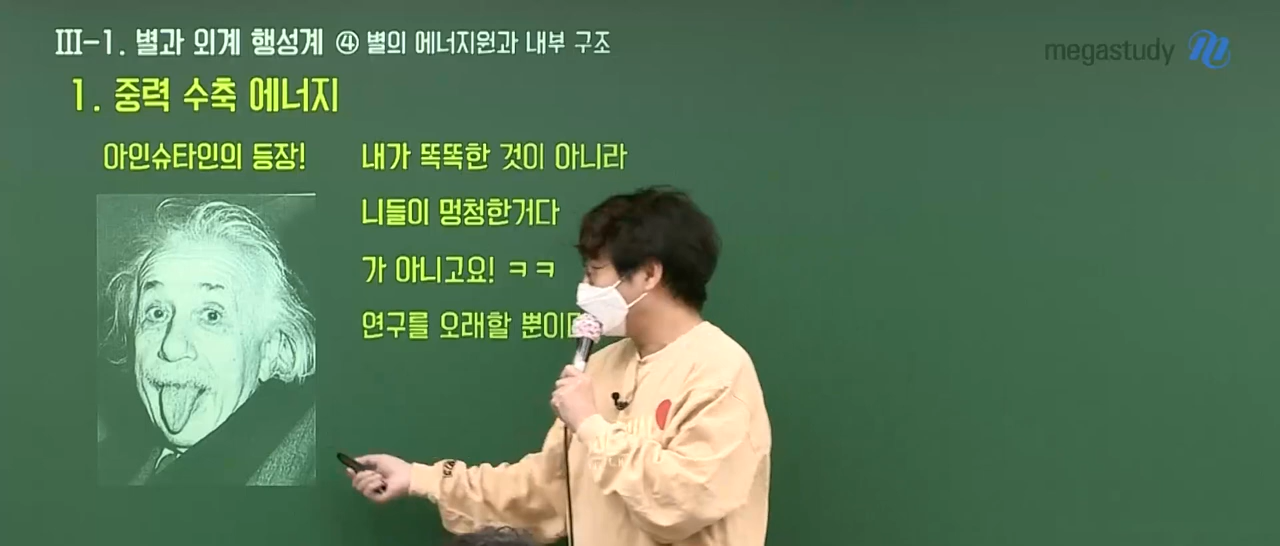 Ⅲ-1. 별과 외계 행성계 ④ 별의 에너지원과 내부 구조
megastudy
1. 중력 수축 에너지
아인슈타인의 등장!
내가 똑똑한 것이 아니라
니들이 멍청한거다
가 아니고요! ㅋㅋ
연구를 오래할